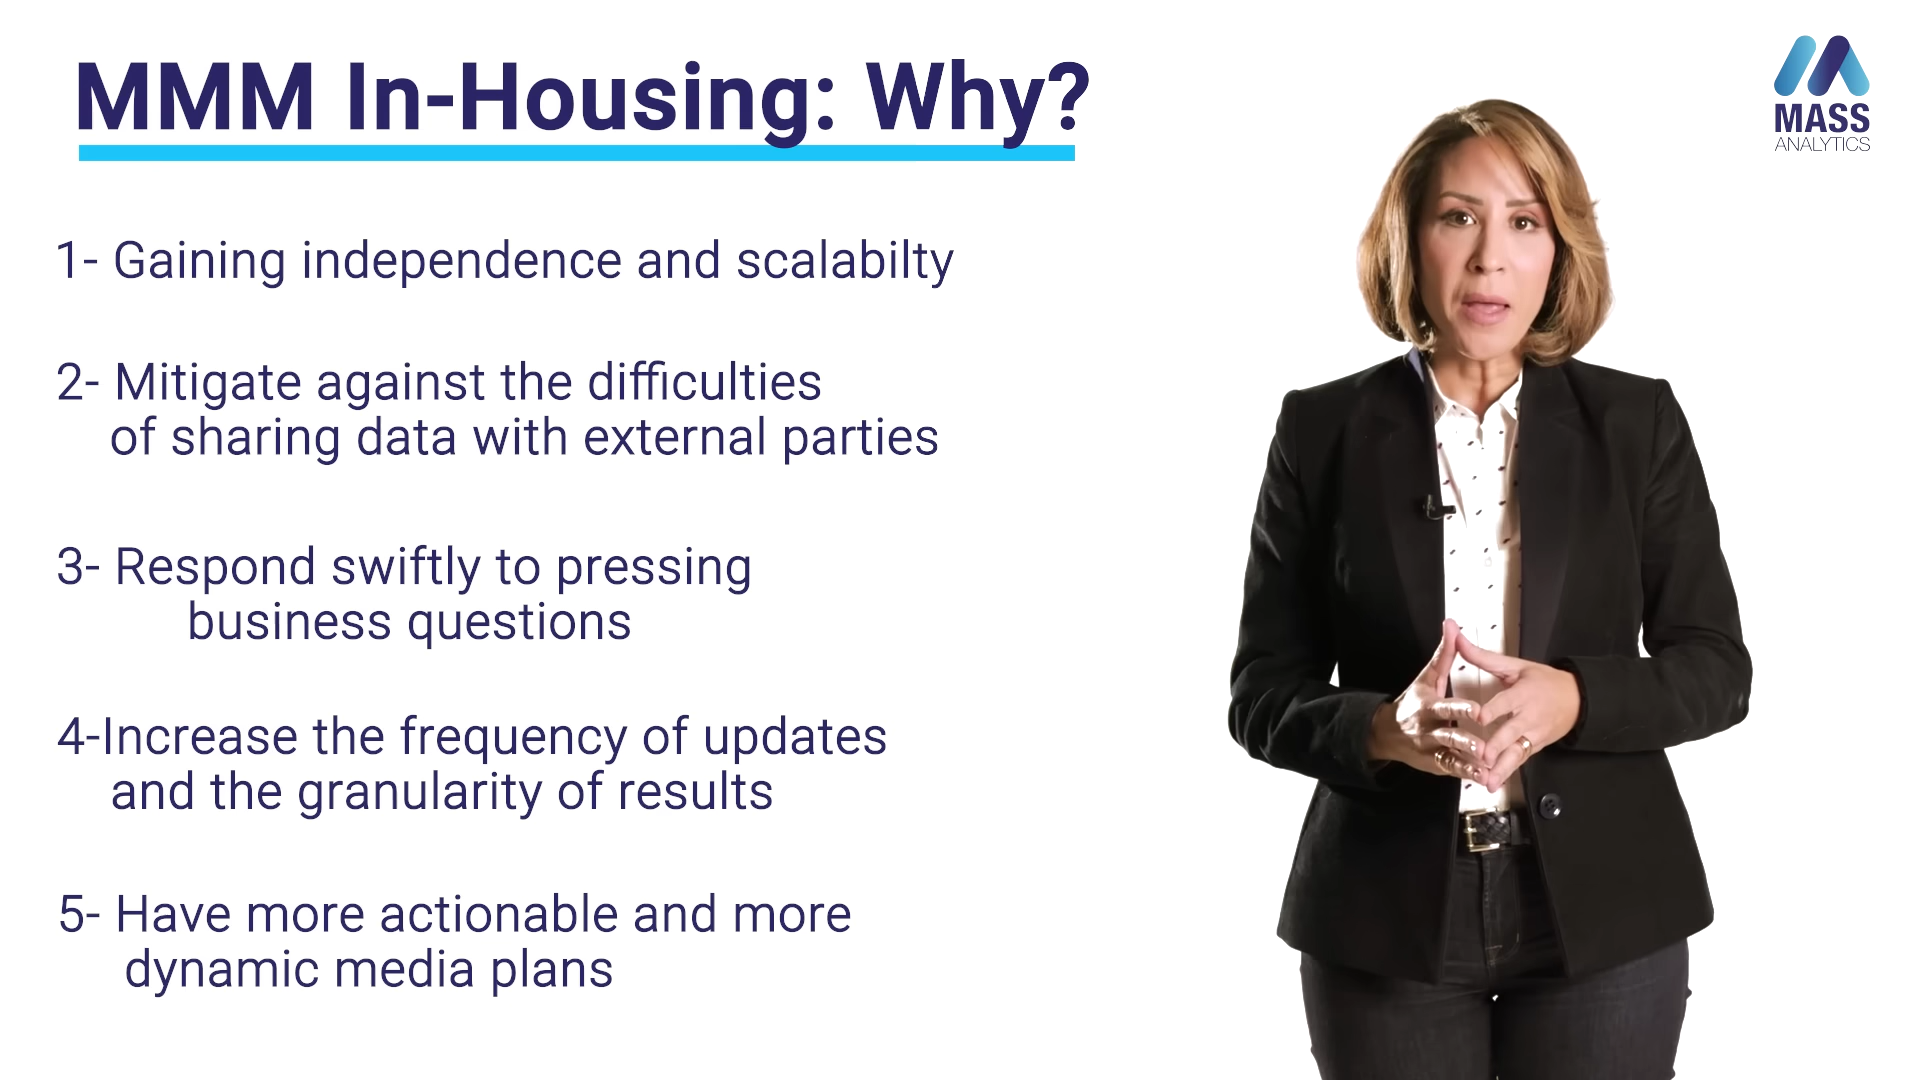 MMM In-Housing: Why?
MASS
ANALYTICS
1- Gaining independence and scalabilty
2- Mitigate against the difficulties
of sharing data with external parties
3- Respond swiftly to pressing
business questions
4-Increase the frequency of updates
and the granularity of results
5- Have more actionable and more
dynamic media plans